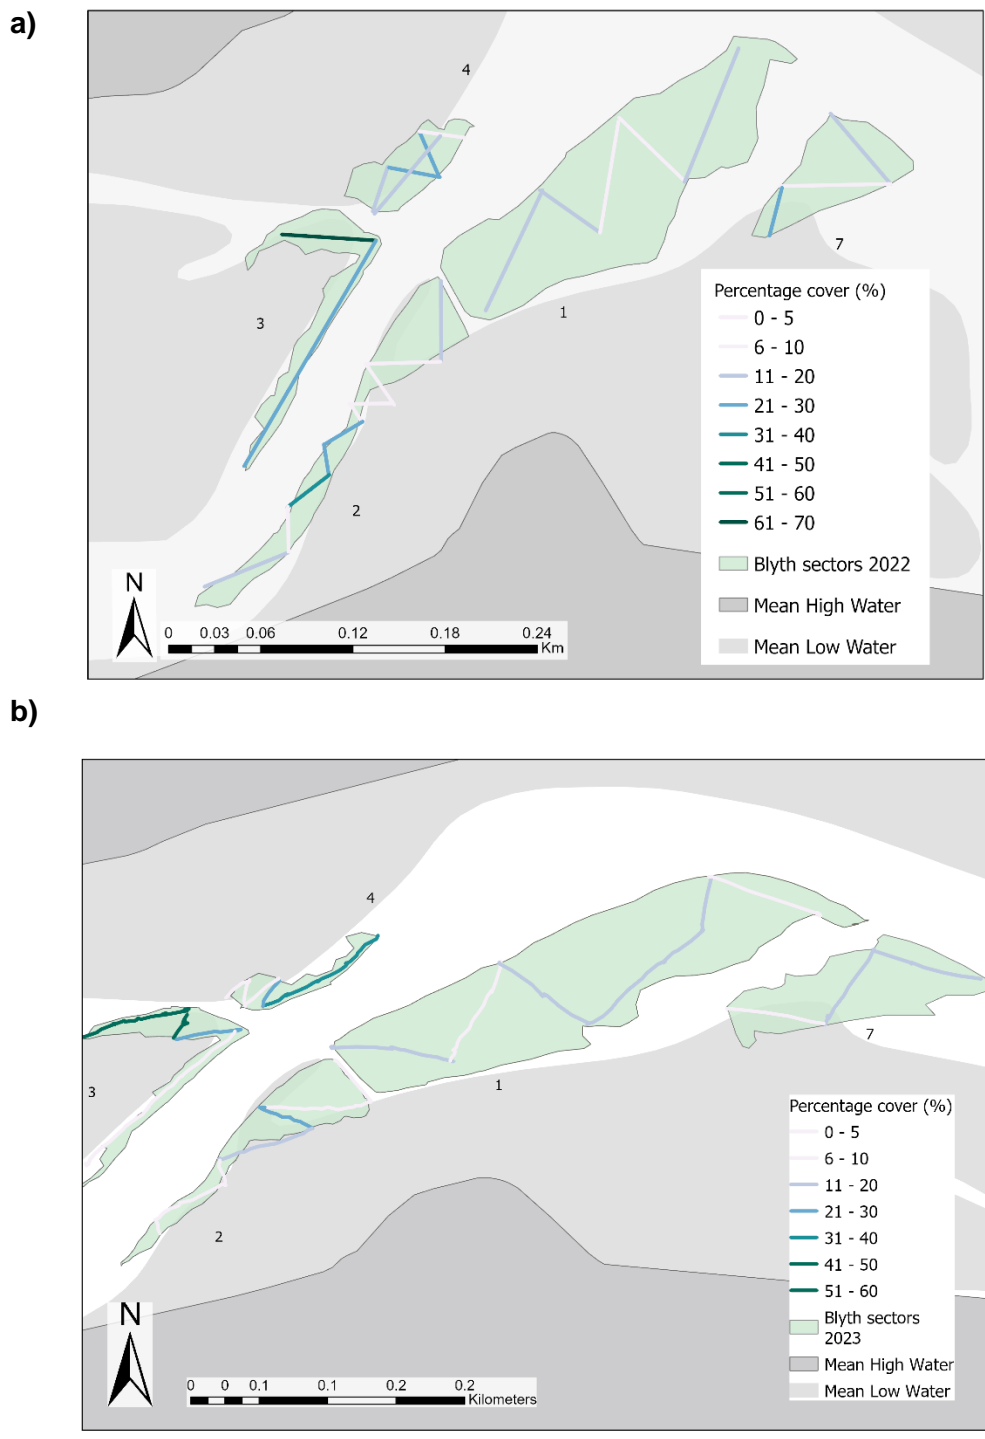 a)
4
7
3
1
2
Percentage cover (%)
0 - 5
6 - 10
11 - 20
21 - 30
31 - 40
41 - 50
51 - 60
61 - 70
Blyth sectors 2022
Mean High Water
Mean Low Water
N
0 0.03 0.06 0.12 0.18 0.24
Km
b)
4
7
3
1
2
Percentage cover (%)
0 - 5
6 - 10
11 - 20
21 - 30
31 - 40
41 - 50
51 - 60
Blyth sectors
2023
Mean High Water
Mean Low Water
N
0 0 0.1 0.1 0.2 0.2
Kilometers